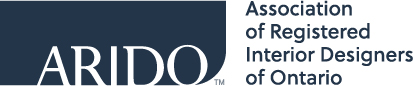 ARIDO™
Association
of Registered
Interior Designers
of Ontario